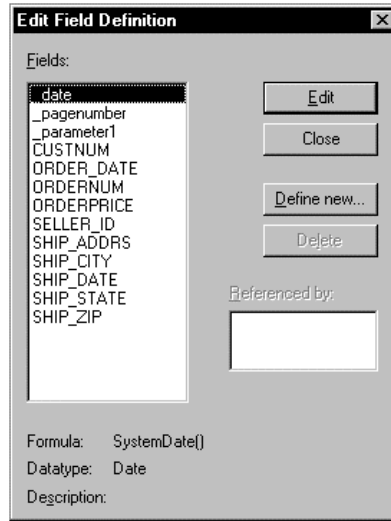 Edit Field Definition
Fields:
_date
_pagenumber
_parameter1
CUSTNUM
ORDER_DATE
ORDERNUM
ORDERPRICE
SELLER_ID
SHIP_ADDRS
SHIP_CITY
SHIP_DATE
SHIP_STATE
SHIP_ZIP
Edit
Close
Define new...
Delete
Referenced by:
Formula: SystemDate()
Datatype: Date
Description: